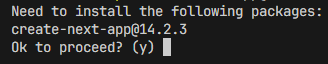 Need to install the following packages:
create-next-app@14.2.3
Ok to proceed? (y)